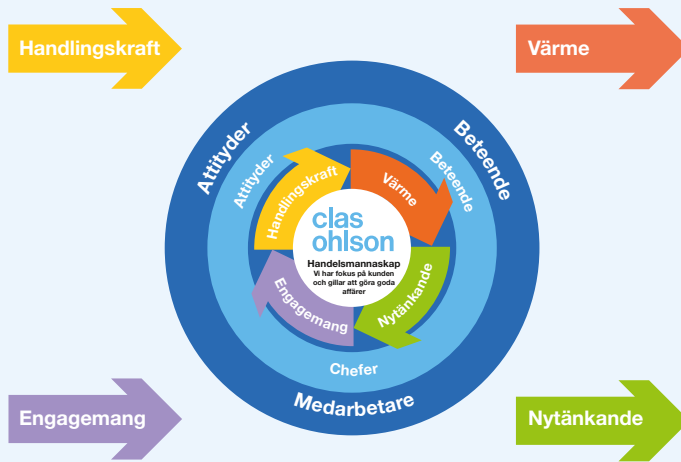 Handlingskraft
Värme
Attityder
Beteende
Attityder
Beteende
Handlingskraft
Värme
clas
ohlson
Handelsmannaskap
Vi har fokus på kunden
och gillar att göra goda
affärer
Engagemang
Nytänkande
Chefer
Medarbetare
Engagemang
Nytänkande